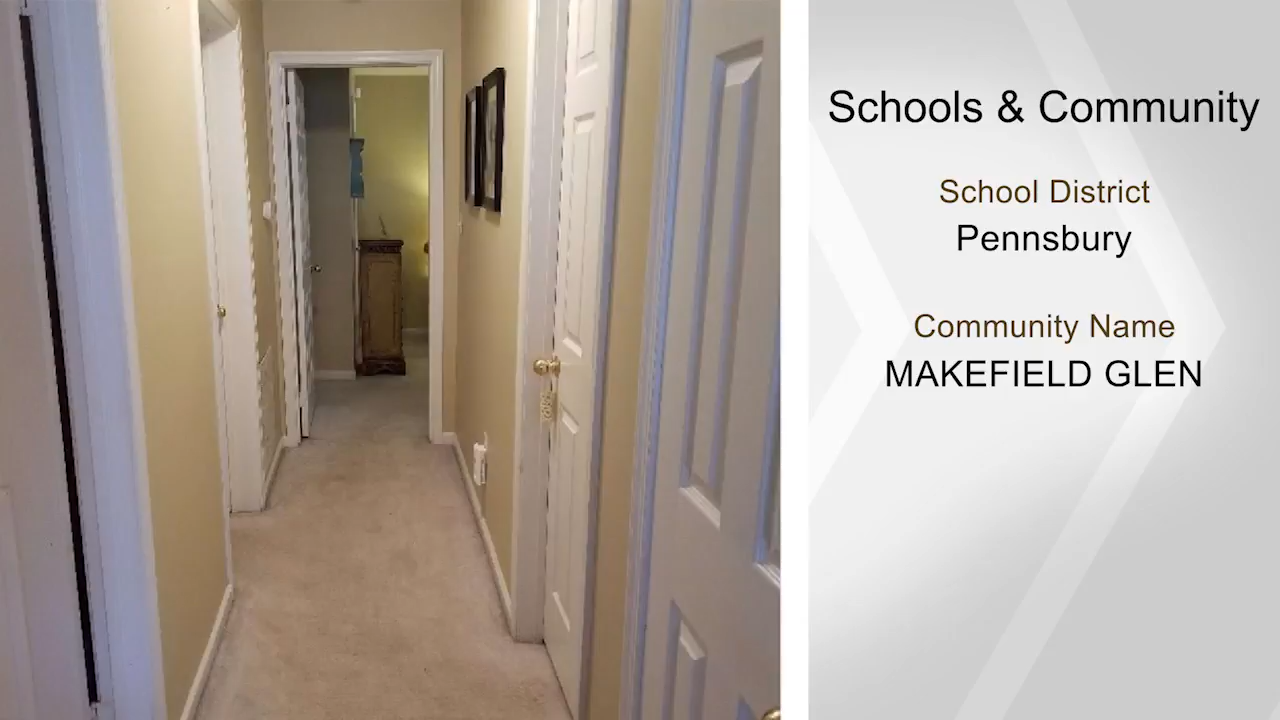 Schools & Community
School District
Pennsbury
Community Name
MAKEFIELD GLEN